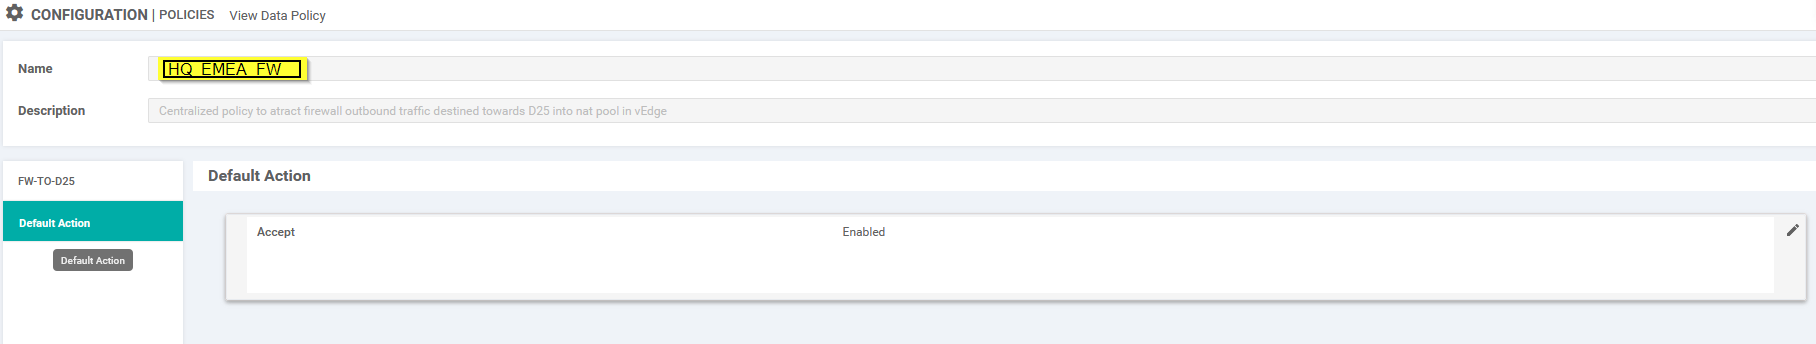 CONFIGURATION | POLICIES View Data Policy
Name HQ_EMEA_FW
Description Centralized policy to atract firewall outbound traffic destined towards D25 into nat pool in vEdge
FW-TO-D25
Default Action
Default Action
Default Action
Accept Enabled